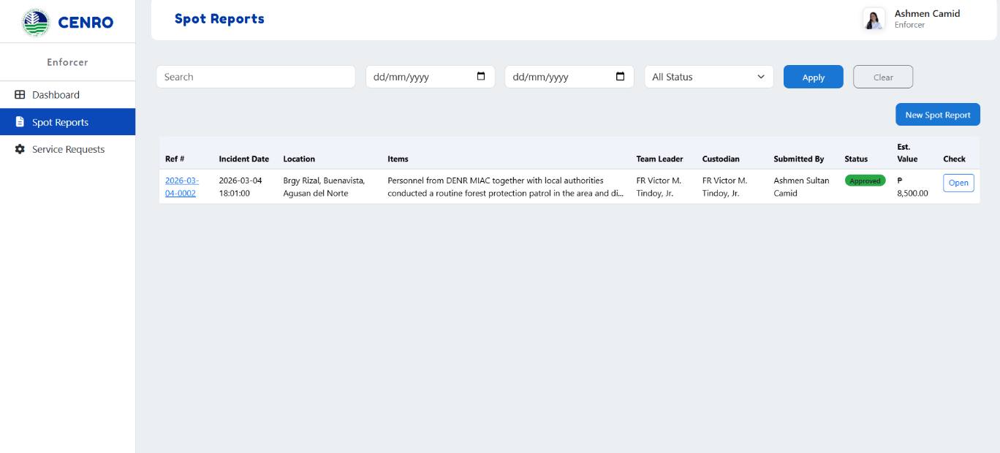 CENRO
Spot Reports
Ashmen Camid
Enforcer
Enforcer
Dashboard
Spot Reports
Service Requests
Search
dd/mm/yyyy
dd/mm/yyyy
All Status
Apply
Clear
New Spot Report
Ref #
Incident Date
Location
Items
Team Leader
Custodian
Submitted By
Status
Est.
Value
Check
2026-03-
04-0002
2026-03-04
18:01:00
Brgy Rizal, Buenavista,
Agusan del Norte
Personnel from DENR MIAC together with local authorities
conducted a routine forest protection patrol in the area and di...
FR Victor M.
Tindoy, Jr.
FR Victor M.
Tindoy, Jr.
Ashmen Sultan
Camid
Approved
₱
8,500.00
Open